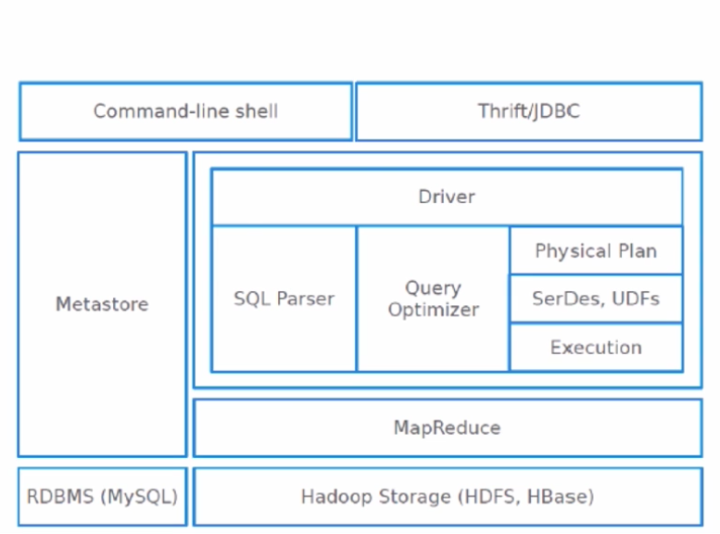 Command-line shell
Thrift/JDBC
Driver
Metastore
SQL Parser
Query
Optimizer
Physical Plan
SerDes, UDFs
Execution
MapReduce
RDBMS (MySQL)
Hadoop Storage (HDFS, HBase)